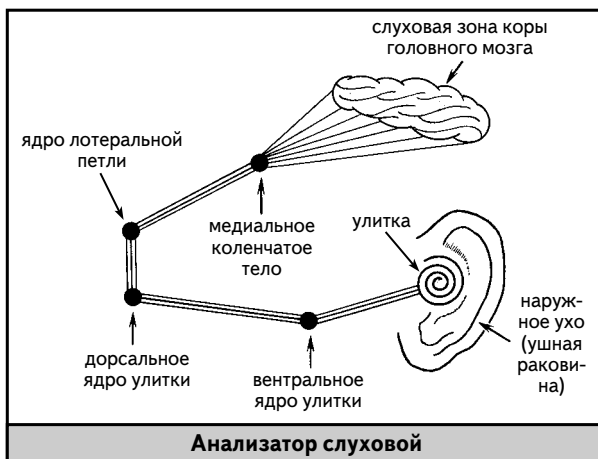 слуховая зона коры
головного мозга
ядро лотеральной
петли
медиальное
коленчатое
тело
улитка
наруж-
ное ухо
(ушная
ракови-
на)
дорсальное
ядро улитки
вентральное
ядро улитки
Анализатор слуховой